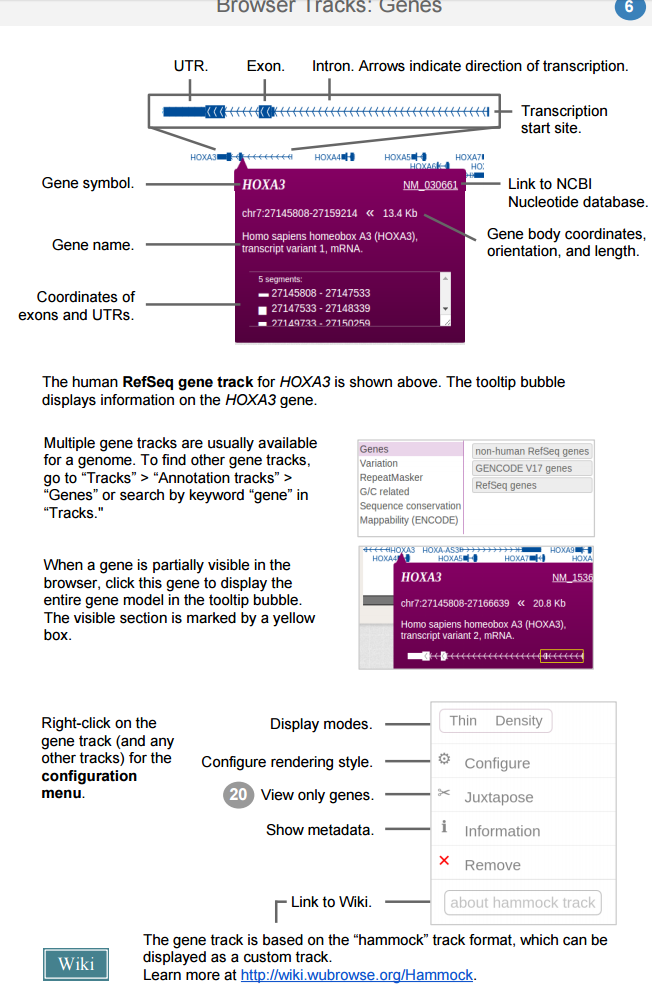 Browser Tracks: Genes
6
UTR.
Exon.
Intron. Arrows indicate direction of transcription.
Transcription
start site.
HOXA3
HOXA4
HOXA5
HOXA7
HOXA6
HO
Gene symbol.
HOXA3
NM_030661
Link to NCBI
Nucleotide database.
chr7:27145808-27159214 « 13.4 Kb
Gene body coordinates,
orientation, and length.
Gene name.
Homo sapiens homeobox A3 (HOXA3),
transcript variant 1, mRNA.
Coordinates of
exons and UTRs.
5 segments:
27145808 - 27147533
27147533 - 27148339
27149733 - 27150259
The human RefSeq gene track for HOXA3 is shown above. The tooltip bubble
displays information on the HOXA3 gene.
Multiple gene tracks are usually available
for a genome. To find other gene tracks,
go to “Tracks” > “Annotation tracks” >
“Genes” or search by keyword “gene” in
“Tracks."
Genes
Variation
RepeatMasker
G/C related
Sequence conservation
Mappability (ENCODE)
non-human RefSeq genes
GENCODE V17 genes
RefSeq genes
When a gene is partially visible in the
browser, click this gene to display the
entire gene model in the tooltip bubble.
The visible section is marked by a yellow
box.
HOXA3
HOXA-AS3
HOXA9
HOXA4
HOXA5
HOXA7
HOXA
HOXA3
NM_1536
chr7:27145808-27166639 « 20.8 Kb
Homo sapiens homeobox A3 (HOXA3),
transcript variant 2, mRNA.
Right-click on the
gene track (and any
other tracks) for the
configuration
menu.
Display modes.
Thin
Density
Configure rendering style.
Configure
20
View only genes.
Juxtapose
Show metadata.
Information
Remove
Link to Wiki.
about hammock track
Wiki
The gene track is based on the “hammock” track format, which can be
displayed as a custom track.
Learn more at http://wiki.wubrowse.org/Hammock.